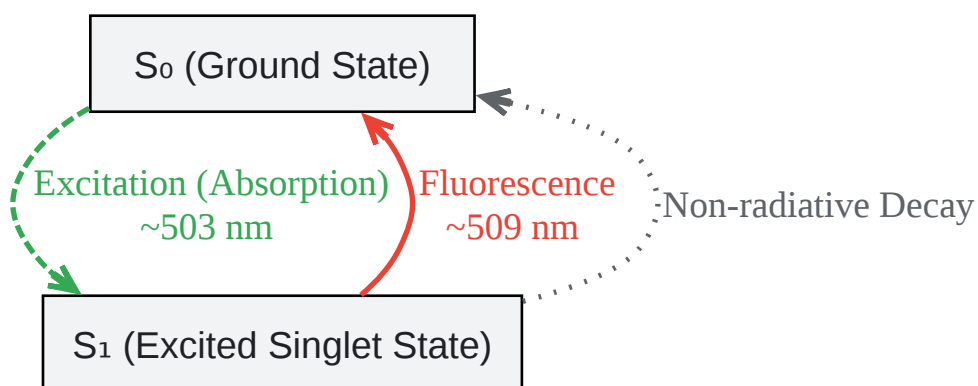 S₀ (Ground State)
Excitation (Absorption)
~503 nm
Fluorescence
~509 nm
Non-radiative Decay
S₁ (Excited Singlet State)